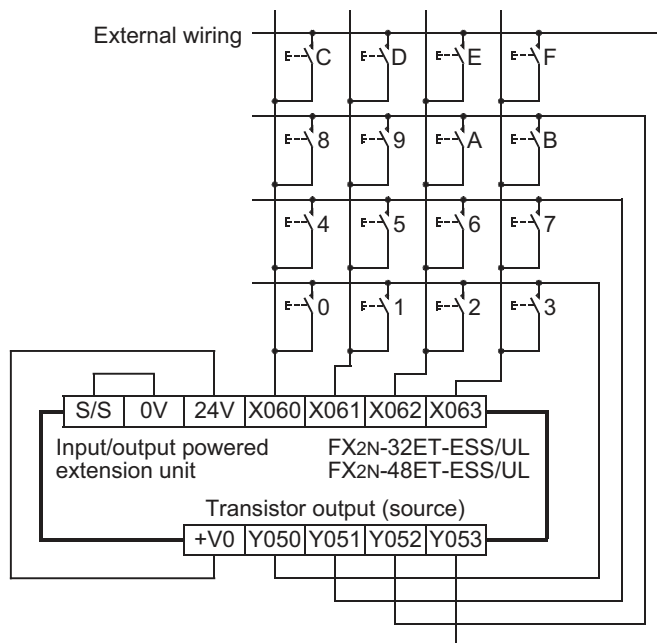 External wiring
C D E F
8 9 A B
4 5 6 7
0 1 2 3
S/S 0V 24V X060 X061 X062 X063
Input/output powered
extension unit
FX2N-32ET-ESS/UL
FX2N-48ET-ESS/UL
Transistor output (source)
+V0 Y050 Y051 Y052 Y053